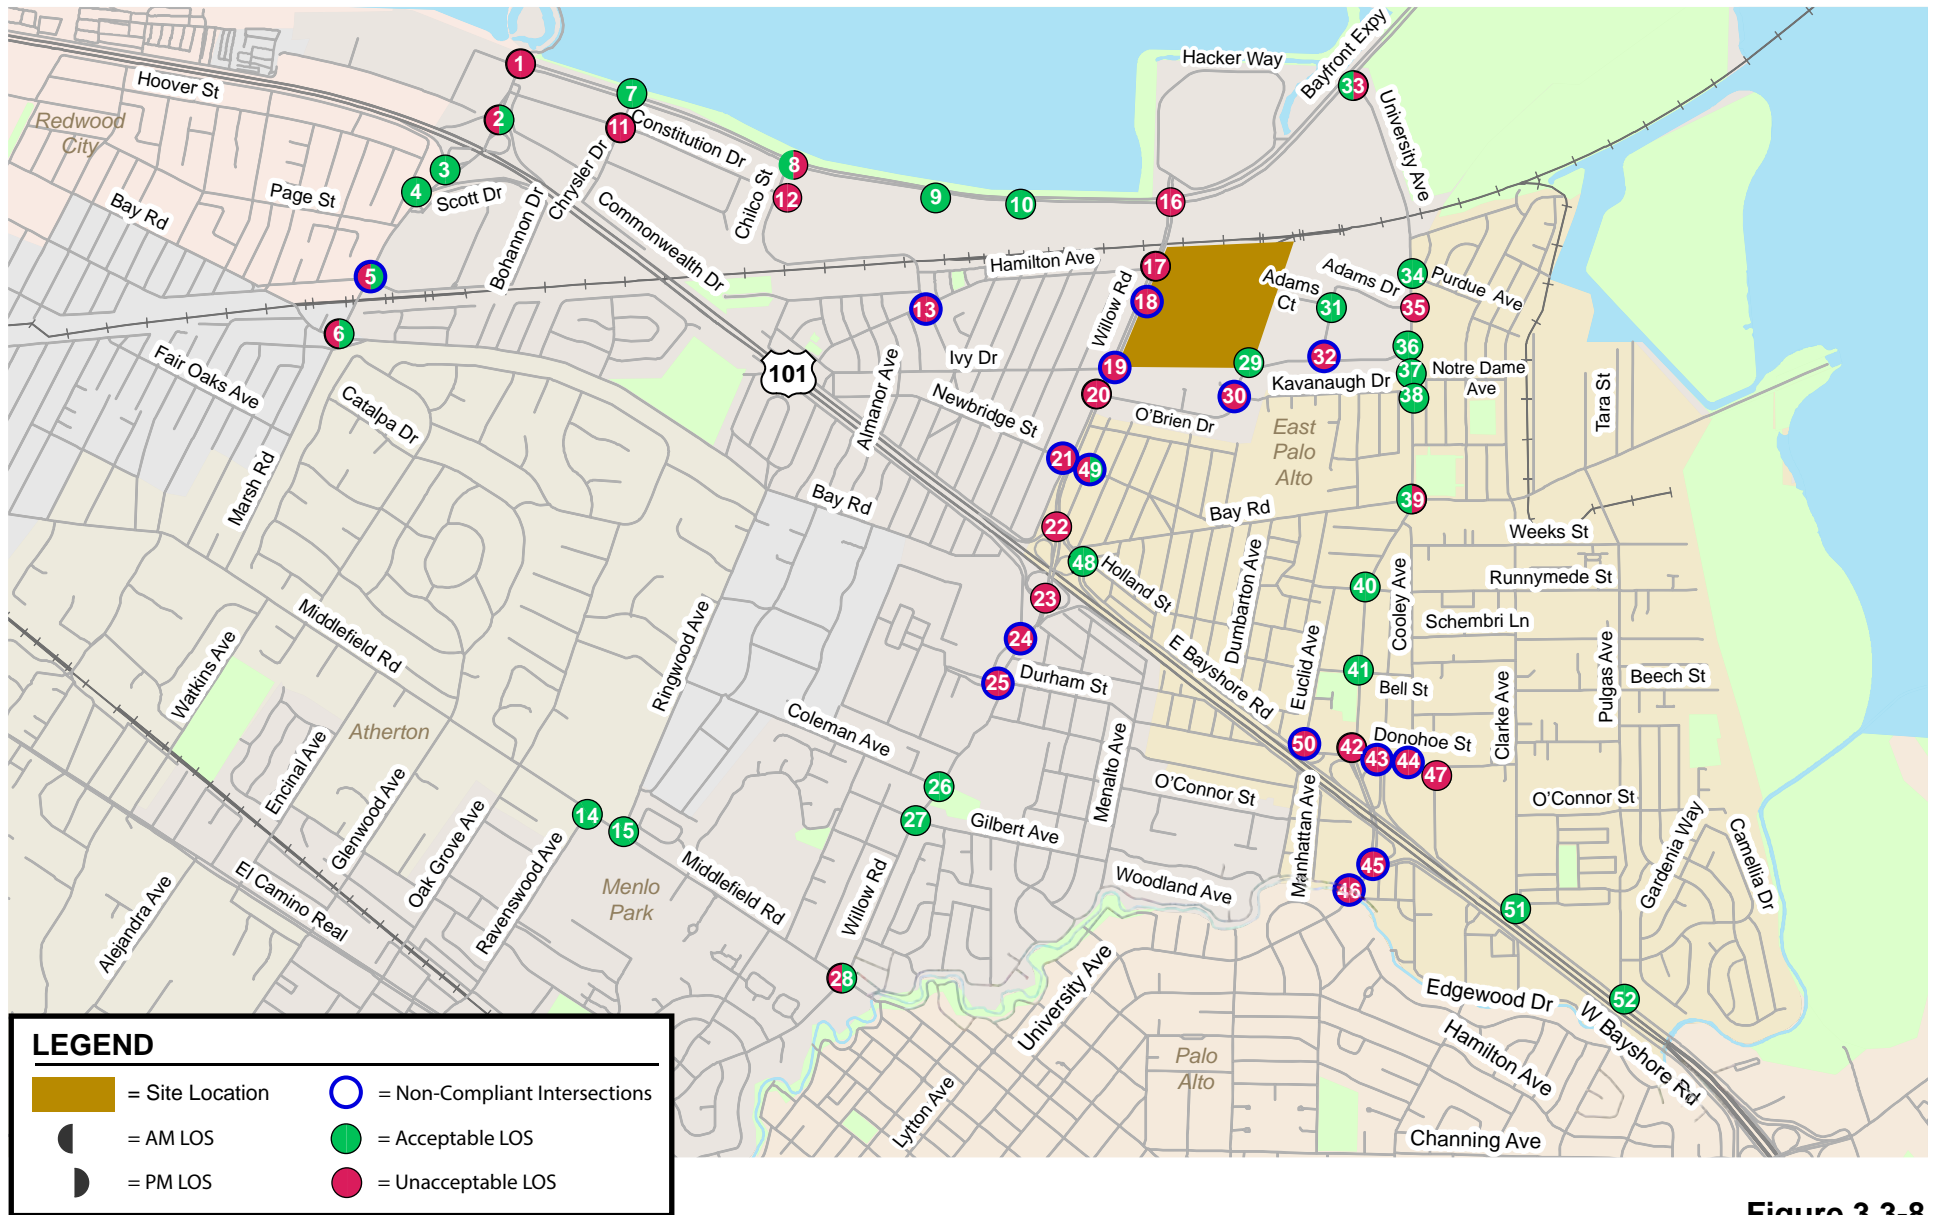 Hacker Way
Bayfront Expy
Hoover St
1
7
33
Redwood
City
2
11
Constitution Dr
University Ave
3
4
Scott Dr
Chrysler Dr
8
12
Chilco St
9
10
16
Page St
Bay Rd
Bohannon Dr
Commonwealth Dr
5
6
Hamilton Ave
17
Willow Rd
18
Adams
Ct
Adams Dr
34
Purdue Ave
31
35
13
Fair Oaks Ave
Catalpa Dr
101
Almanor Ave
Ivy Dr
19
29
32
36
37
Notre Dame
Ave
20
30
Kavanaugh Dr
38
Tara St
Newbridge St
O'Brien Dr
East
Palo
Alto
Marsh Rd
21
49
Bay Rd
Bay Rd
39
22
Weeks St
48
Holland St
Dumbarton Ave
40
Cooley Ave
Runnymede St
23
Schembri Ln
Middlefield Rd
Watkins Ave
Ringwood Ave
24
E Bayshore Rd
Euclid Ave
Pulgas Ave
25
Durham St
41
Bell St
Beech St
Clarke Ave
Atherton
Coleman Ave
Menalto Ave
50
42
43
44
47
Donohoe St
Encinal Ave
Glenwood Ave
26
27
O'Connor St
Manhattan Ave
O'Connor St
14
15
Gilbert Ave
Oak Grove Ave
Ravenswood Ave
Gardenia Way
Camellia Dr
El Camino Real
Alejandra Ave
Menlo
Park
Middlefield Rd
Willow Rd
Woodland Ave
45
46
51
28
University Ave
Edgewood Dr
52
W Bayshore Rd
Hamilton Ave
Palo
Alto
Lytton Ave
Channing Ave
LEGEND
= Site Location
= Non-Compliant Intersections
= AM LOS
= Acceptable LOS
= PM LOS
= Unacceptable LOS
Figure 3.3-8